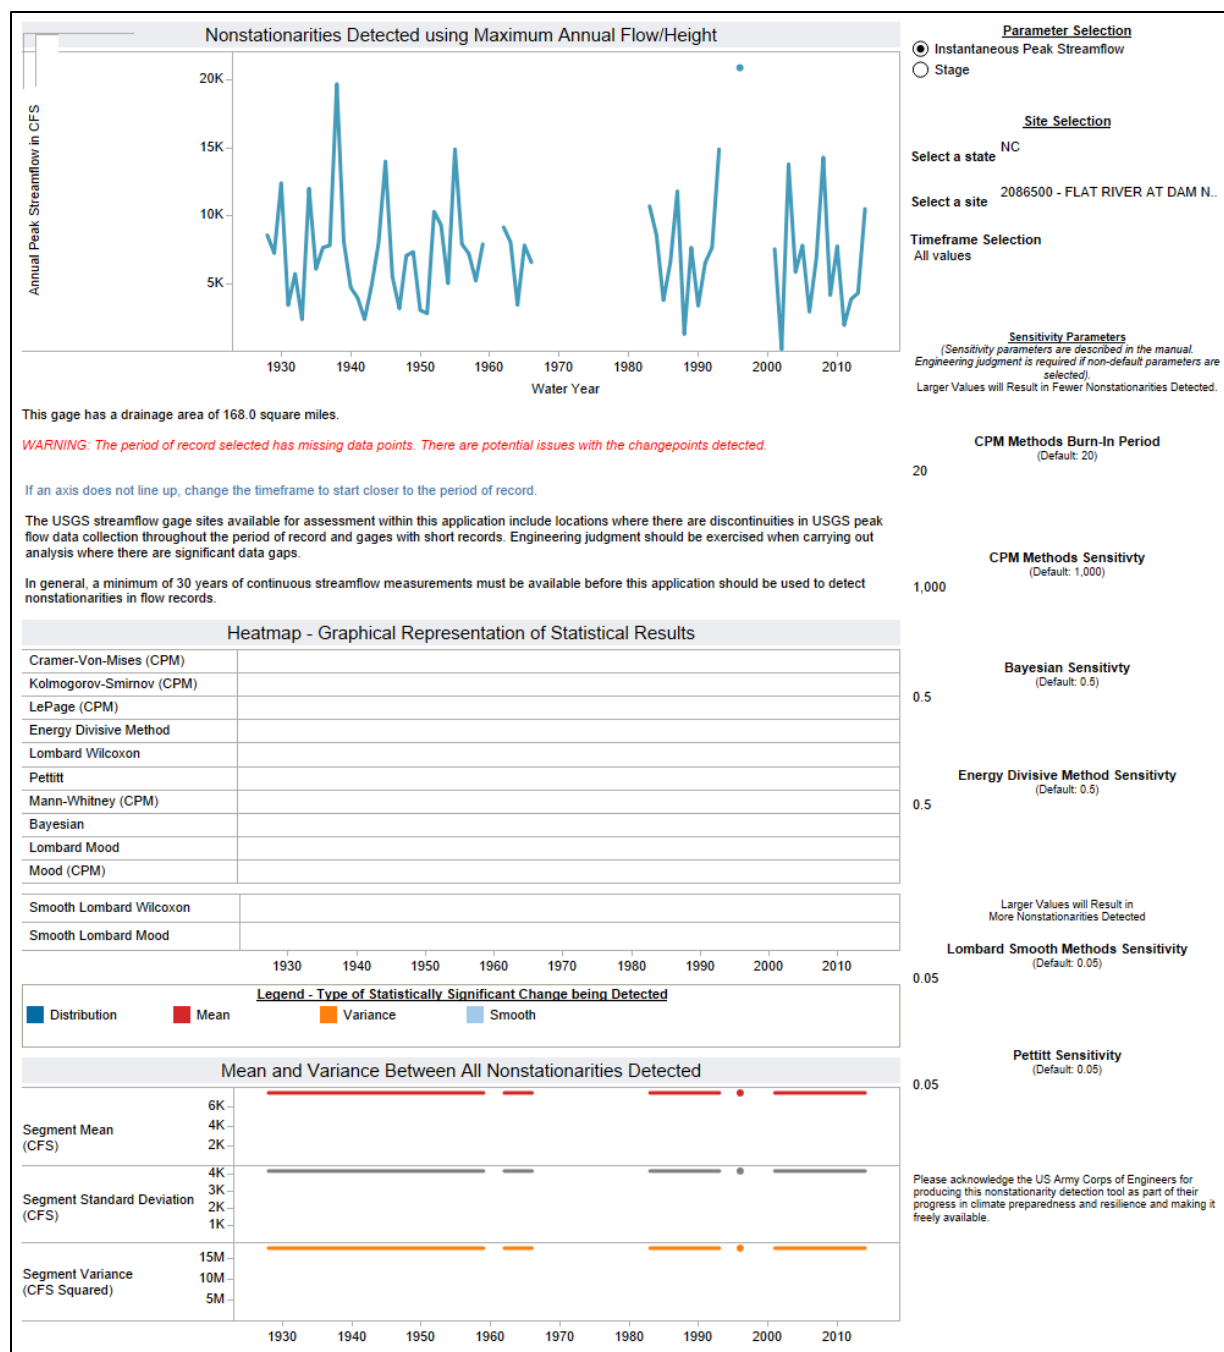 Nonstationarities Detected using Maximum Annual Flow/Height
Annual Peak Streamflow in CFS
20K
15K
10K
5K
1930 1940 1950 1960 1970 1980 1990 2000 2010
Water Year
Parameter Selection
Instantaneous Peak Streamflow
Stage
Site Selection
Select a state NC
Select a site 2086500 - FLAT RIVER AT DAM N..
Timeframe Selection
All values
This gage has a drainage area of 168.0 square miles.
WARNING: The period of record selected has missing data points. There are potential issues with the changepoints detected.
If an axis does not line up, change the timeframe to start closer to the period of record.
The USGS streamflow gage sites available for assessment within this application include locations where there are discontinuities in USGS peak
flow data collection throughout the period of record and gages with short records. Engineering judgment should be exercised when carrying out
analysis where there are significant data gaps.
In general, a minimum of 30 years of continuous streamflow measurements must be available before this application should be used to detect
nonstationarities in flow records.
Sensitivity Parameters
(Sensitivity parameters are described in the manual.
Engineering judgment is required if non-default parameters are
selected).
Larger Values will Result in Fewer Nonstationarities Detected.
CPM Methods Burn-In Period
(Default: 20)
20
CPM Methods Sensitivty
(Default: 1,000)
1,000
Bayesian Sensitivty
(Default: 0.5)
0.5
Energy Divisive Method Sensitivty
(Default: 0.5)
0.5
Larger Values will Result in
More Nonstationarities Detected
Lombard Smooth Methods Sensitivity
(Default: 0.05)
0.05
Pettitt Sensitivity
(Default: 0.05)
0.05
Please acknowledge the US Army Corps of Engineers for
producing this nonstationarity detection tool as part of their
progress in climate preparedness and resilience and making it
freely available.
Heatmap - Graphical Representation of Statistical Results
Cramer-Von-Mises (CPM)
Kolmogorov-Smirnov (CPM)
LePage (CPM)
Energy Divisive Method
Lombard Wilcoxon
Pettitt
Mann-Whitney (CPM)
Bayesian
Lombard Mood
Mood (CPM)
Smooth Lombard Wilcoxon
Smooth Lombard Mood
1930 1940 1950 1960 1970 1980 1990 2000 2010
Legend - Type of Statistically Significant Change being Detected
Distribution Mean Variance Smooth
Mean and Variance Between All Nonstationarities Detected
Segment Mean
(CFS)
6K
4K
2K
Segment Standard Deviation
(CFS)
4K
3K
2K
1K
Segment Variance
(CFS Squared)
15M
10M
5M
1930 1940 1950 1960 1970 1980 1990 2000 2010